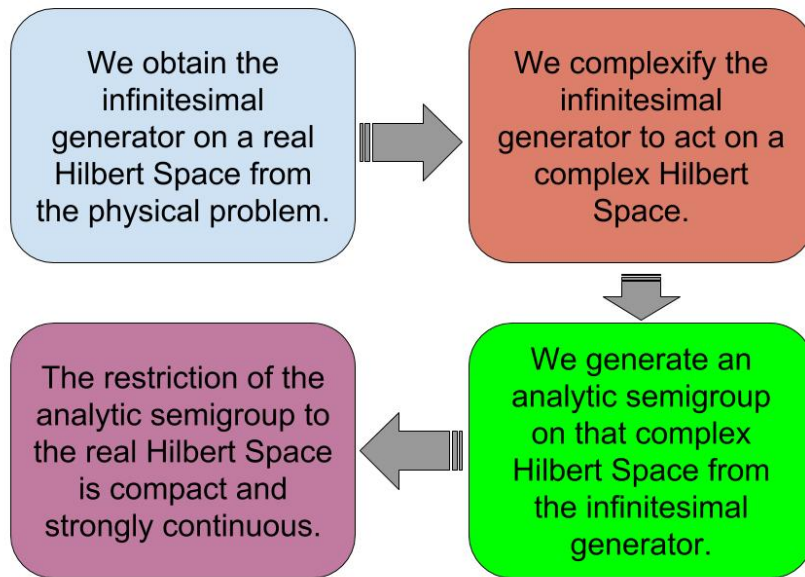 We obtain the
infinitesimal
generator on a real
Hilbert Space from
the physical problem.
We complexify the
infinitesimal
generator to act on a
complex Hilbert
Space.
We generate an
analytic semigroup
on that complex
Hilbert Space from
the infinitesimal
generator.
The restriction of the
analytic semigroup to
the real Hilbert Space
is compact and
strongly continuous.